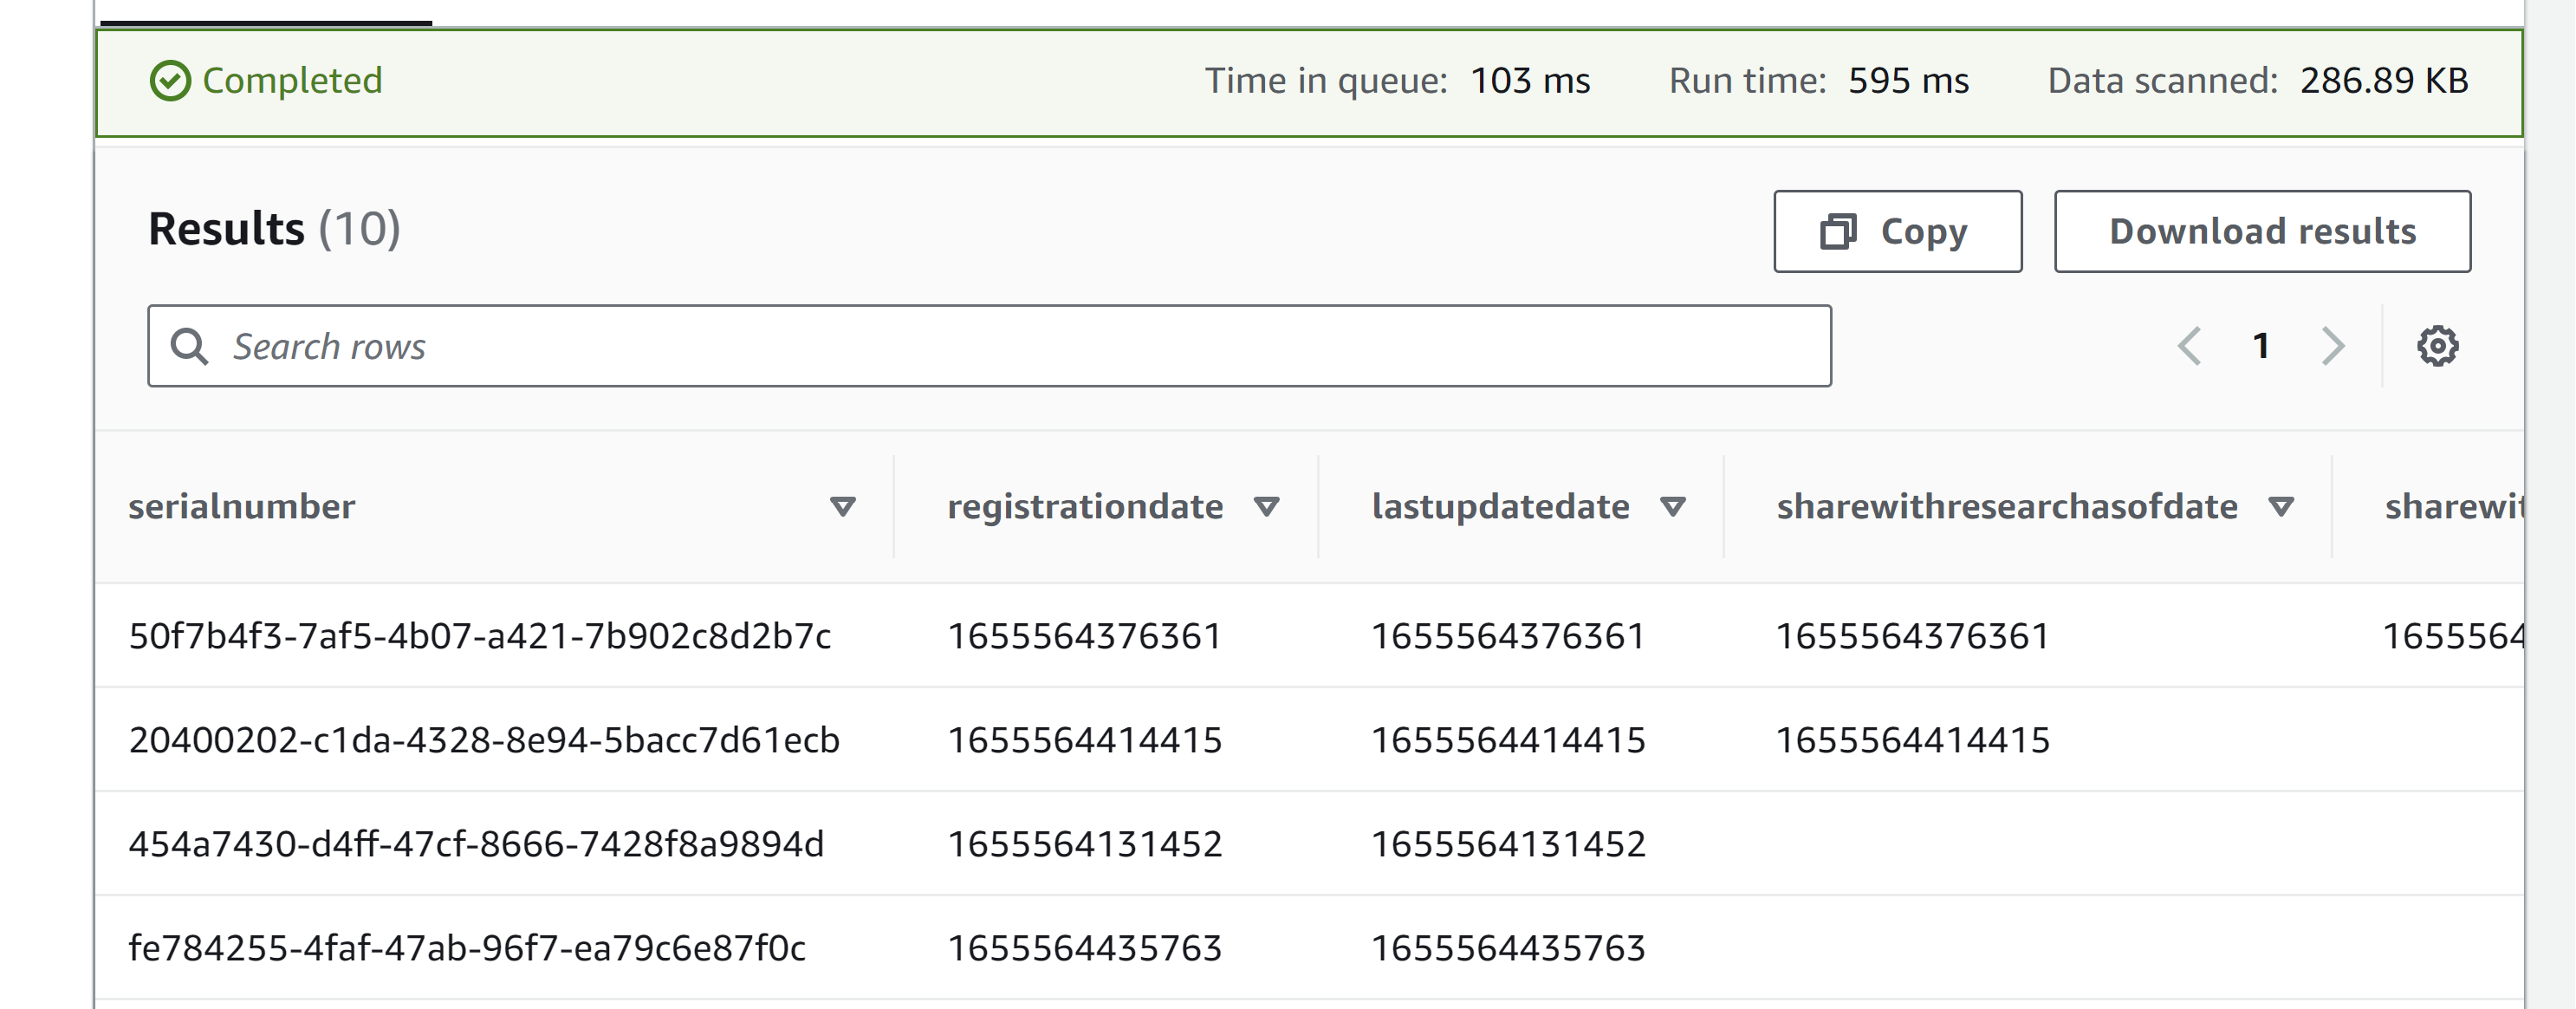 Completed Time in queue: 103 ms Run time: 595 ms Data scanned: 286.89 KB
Results (10) Copy Download results
Search rows 1
serialnumber registrationdate lastupdatedate sharewithresearchasofdate sharewit
50f7b4f3-7af5-4b07-a421-7b902c8d2b7c 1655564376361 1655564376361 1655564376361 1655564
20400202-c1da-4328-8e94-5bacc7d61ecb 1655564414415 1655564414415 1655564414415
454a7430-d4ff-47cf-8666-7428f8a9894d 1655564131452 1655564131452
fe784255-4faf-47ab-96f7-ea79c6e87f0c 1655564435763 1655564435763